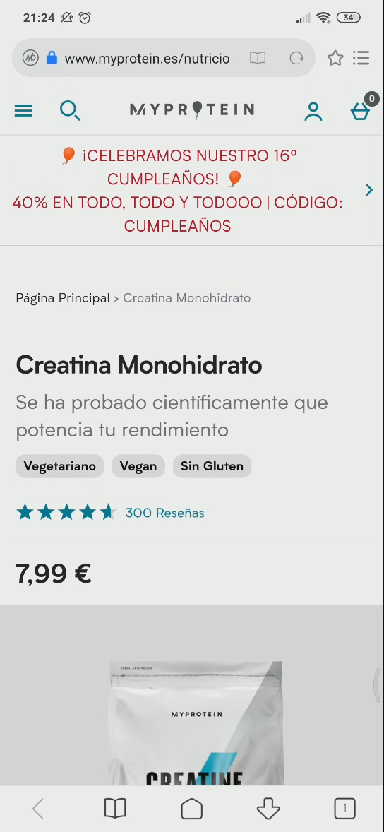 21:24
34
www.myprotein.es/nutricio
MYPROTEIN
0
¡CELEBRAMOS NUESTRO 16º
CUMPLEAÑOS!
40% EN TODO, TODO Y TODOOO | CÓDIGO:
CUMPLEAÑOS
Página Principal > Creatina Monohidrato
Creatina Monohidrato
Se ha probado científicamente que
potencia tu rendimiento
Vegetariano Vegan Sin Gluten
300 Reseñas
7,99 €
MYPROTEIN
CREATINE
1